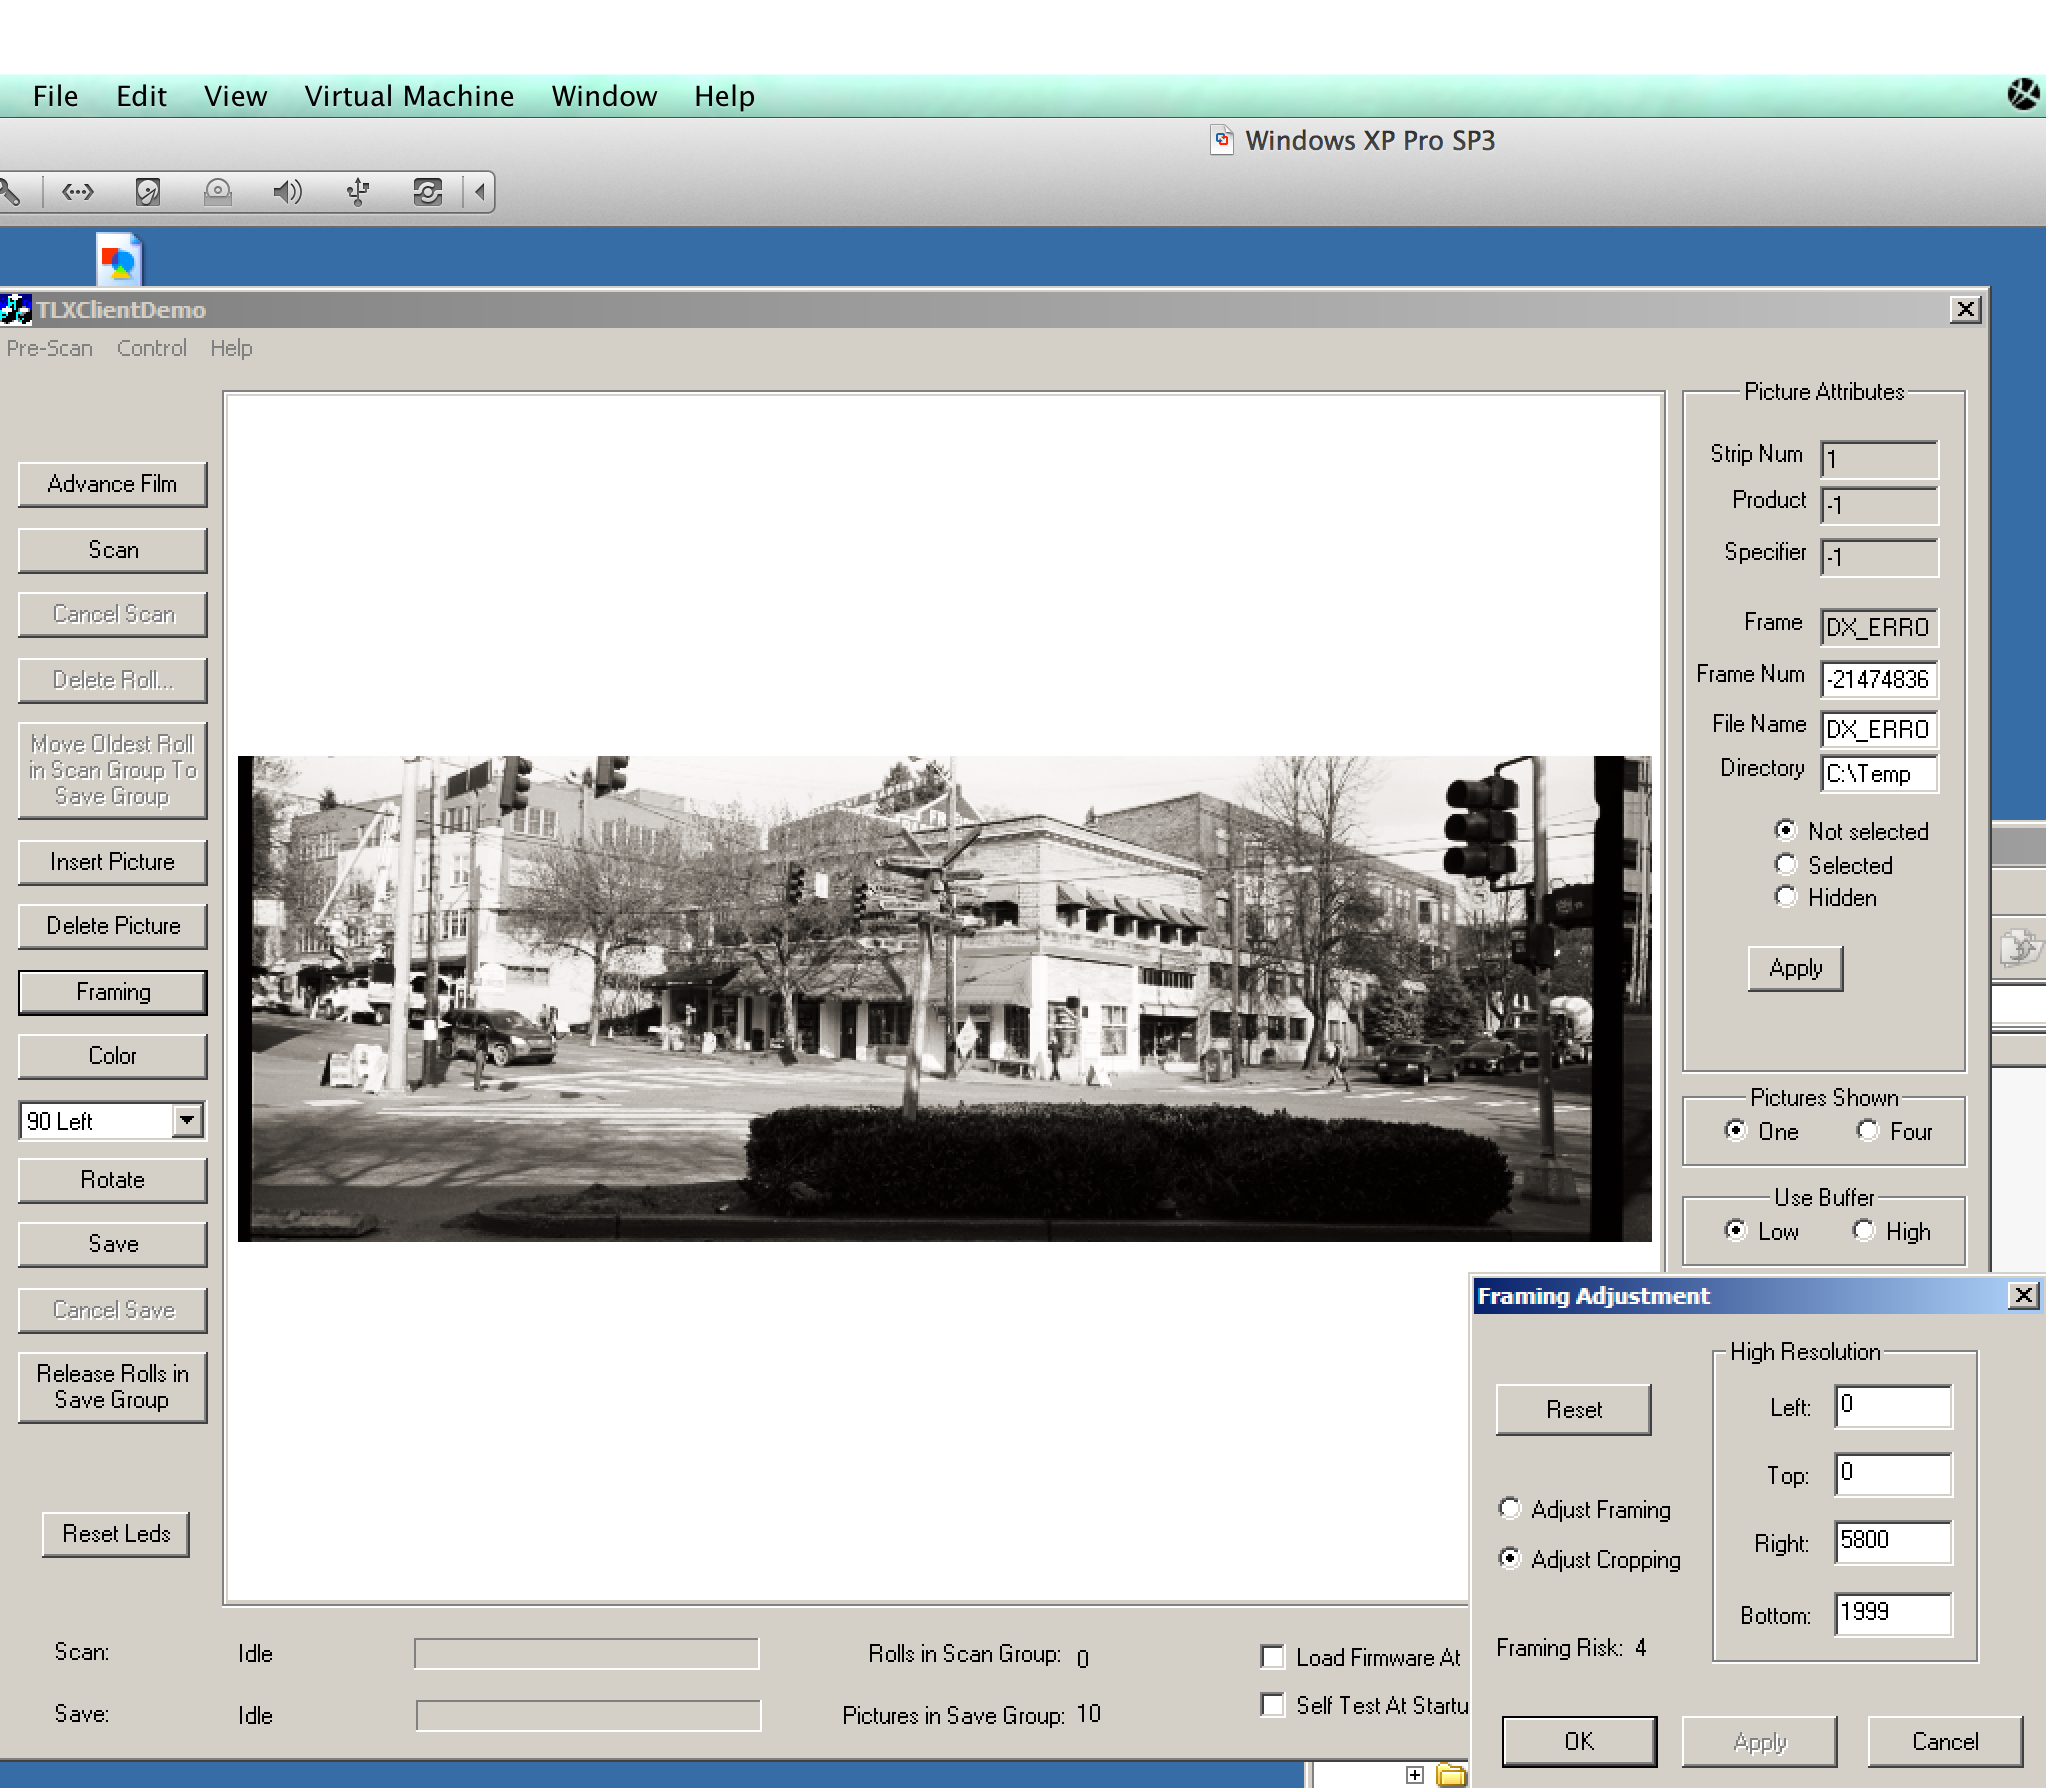 File Edit View Virtual Machine Window Help
Windows XP Pro SP3
TLXClientDemo
Pre-Scan Control Help
Advance Film
Scan
Cancel Scan
Delete Roll...
Move Oldest Roll
in Scan Group To
Save Group
Insert Picture
Delete Picture
Framing
Color
90 Left
Rotate
Save
Cancel Save
Release Rolls in
Save Group
Reset Leds
Picture Attributes
Strip Num 1
Product -1
Specifier -1
Frame DX_ERRO
Frame Num -21474836
File Name DX_ERRO
Directory C:\Temp
Not selected
Selected
Hidden
Apply
Pictures Shown
One Four
Use Buffer
Low High
Framing Adjustment
High Resolution
Reset
Left: 0
Top: 0
Adjust Framing
Right: 5800
Adjust Cropping
Bottom: 1999
Framing Risk: 4
OK Apply Cancel
Scan: Idle Rolls in Scan Group: 0 Load Firmware At
Save: Idle Pictures in Save Group: 10 Self Test At Startu